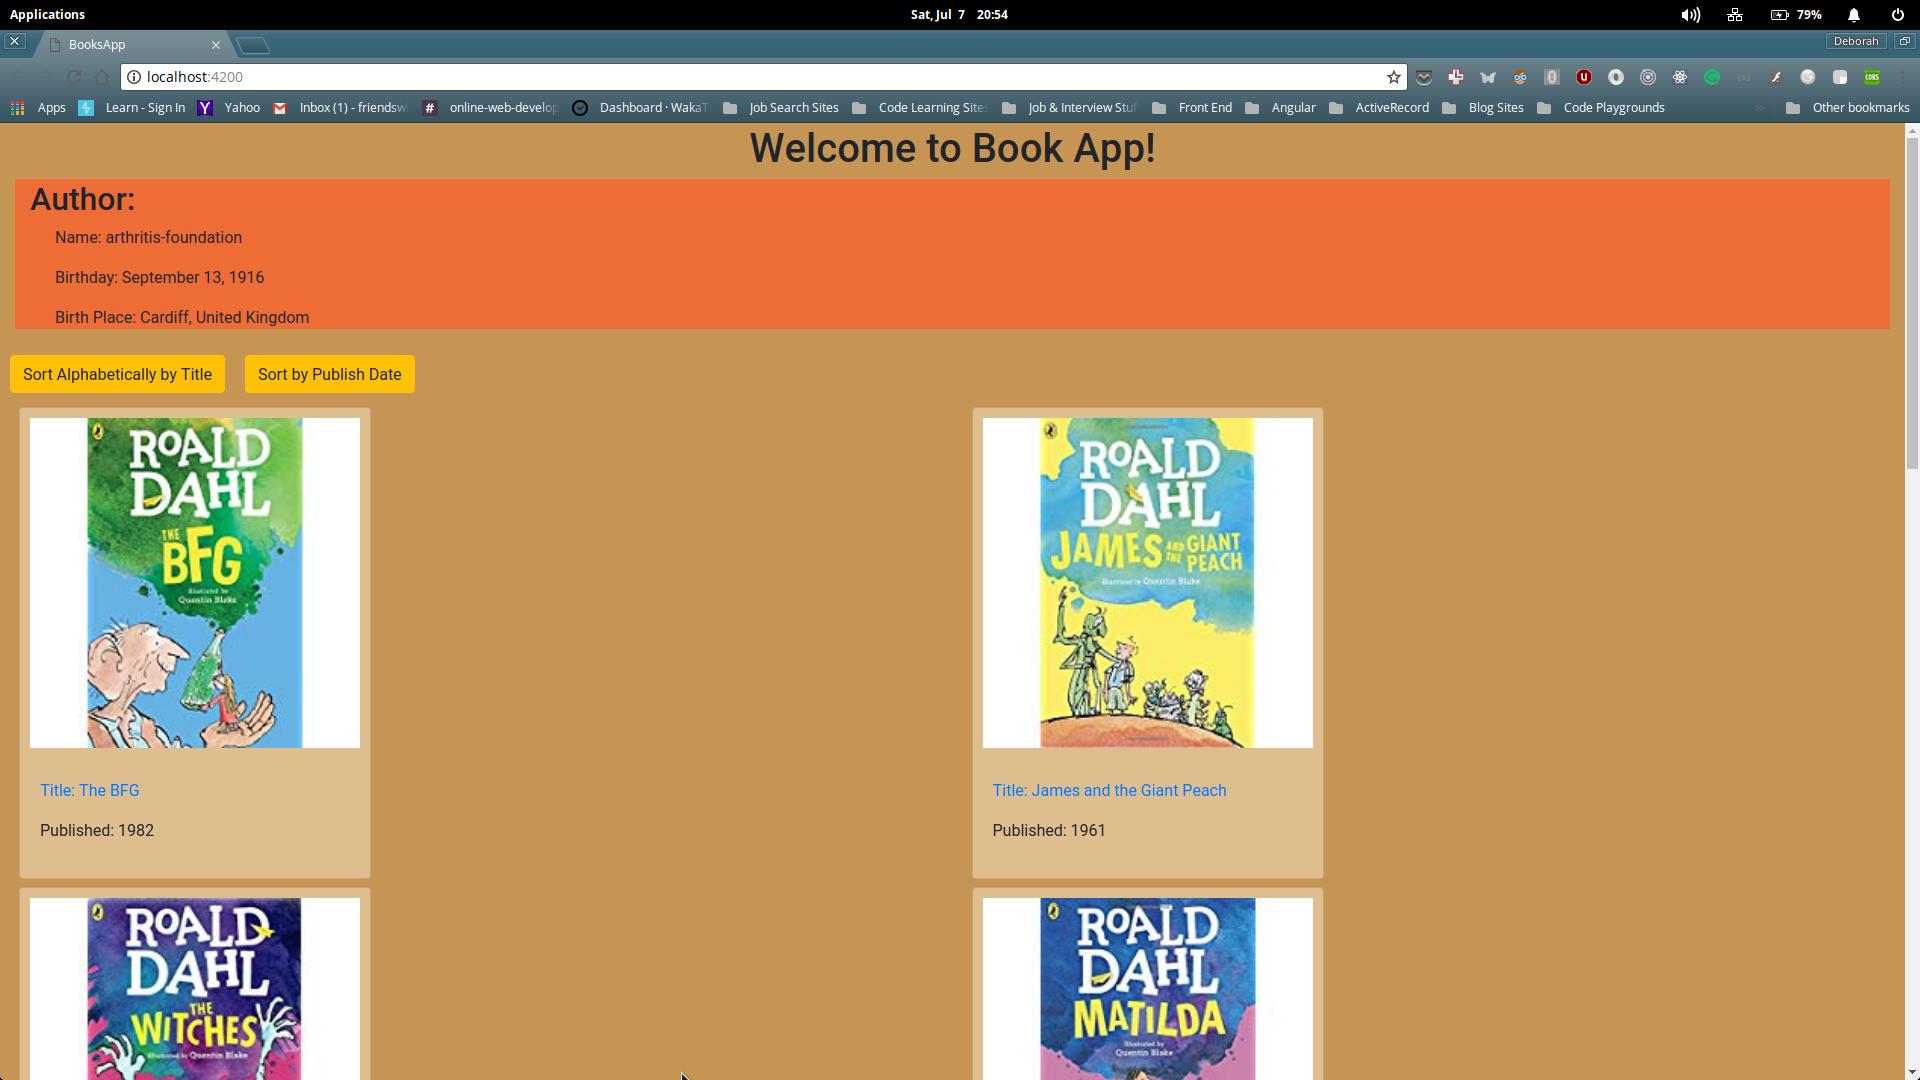 Applications
Sat, Jul 7 20:54
79%
BooksApp
Deborah
localhost:4200
Apps
Learn - Sign In
Yahoo
Inbox (1) - friendsw
online-web-develop
Dashboard · WakaT
Job Search Sites
Code Learning Sites
Job & Interview Stuf
Front End
Angular
ActiveRecord
Blog Sites
Code Playgrounds
Other bookmarks
Welcome to Book App!
Author:
Name: arthritis-foundation
Birthday: September 13, 1916
Birth Place: Cardiff, United Kingdom
Sort Alphabetically by Title
Sort by Publish Date
ROALD
DAHL
THE
BFG
Illustrated by
Quentin Blake
Title: The BFG
Published: 1982
ROALD
DAHL
JAMES AND THE GIANT PEACH
Illustrated by Quentin Blake
Title: James and the Giant Peach
Published: 1961
ROALD
DAHL
THE
WITCHES
Illustrated by Quentin Blake
ROALD
DAHL
MATILDA
Illustrated by
Quentin Blake